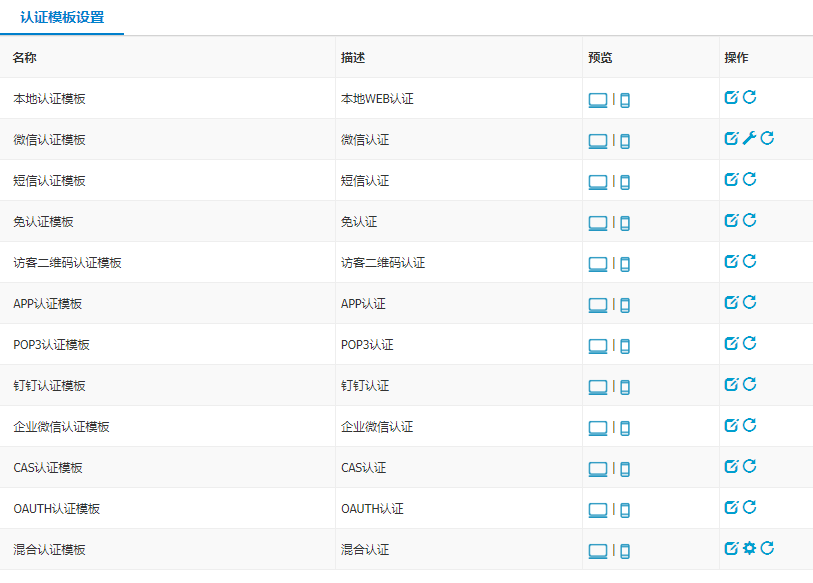 认证模板设置
名称 描述 预览 操作
本地认证模板 本地WEB认证
微信认证模板 微信认证
短信认证模板 短信认证
免认证模板 免认证
访客二维码认证模板 访客二维码认证
APP认证模板 APP认证
POP3认证模板 POP3认证
钉钉认证模板 钉钉认证
企业微信认证模板 企业微信认证
CAS认证模板 CAS认证
OAUTH认证模板 OAUTH认证
混合认证模板 混合认证